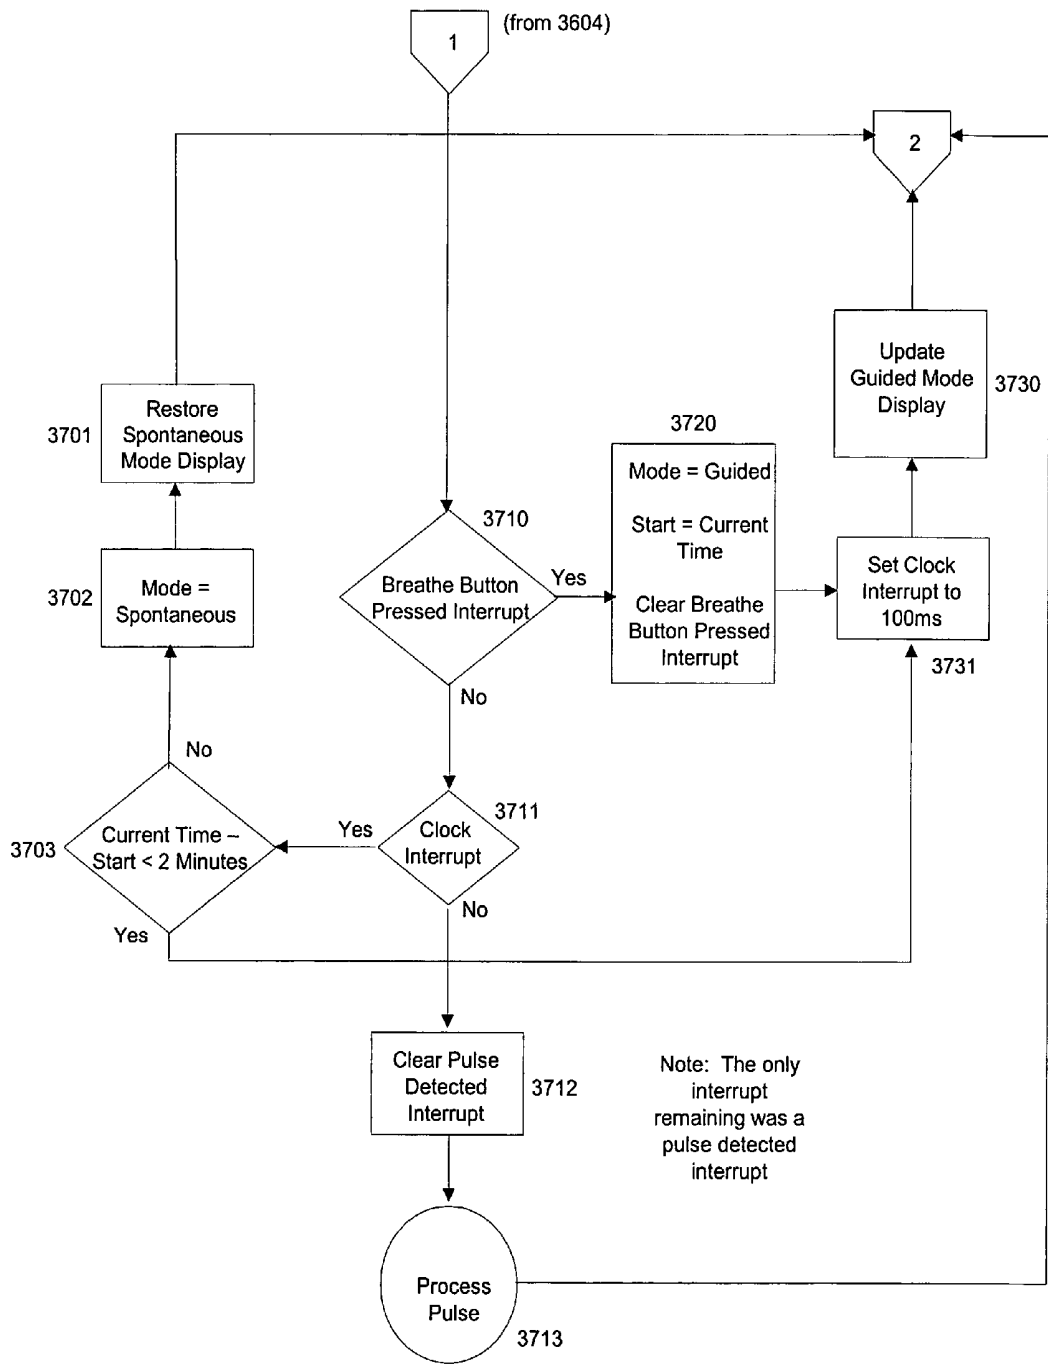 1
(from 3604)
2
Update
Guided Mode
Display
3730
3701
Restore
Spontaneous
Mode Display
3720
Mode = Guided
Start = Current
Time
Clear Breathe
Button Pressed
Interrupt
3710
Breathe Button
Pressed Interrupt
Yes
No
3702
Mode =
Spontaneous
Set Clock
Interrupt to
100ms
3731
No
3703
Current Time –
Start < 2 Minutes
Yes
Yes
3711
Clock
Interrupt
No
Clear Pulse
Detected
Interrupt
3712
Note: The only
interrupt
remaining was a
pulse detected
interrupt
Process
Pulse
3713